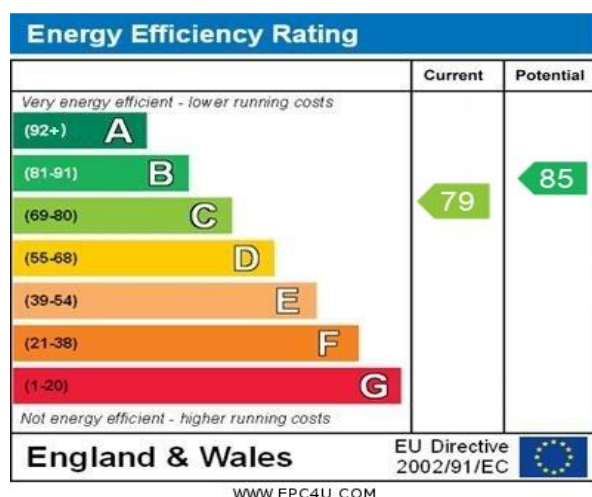 Energy Efficiency Rating
Current Potential
Very energy efficient - lower running costs
(92+) A
(81-91) B
85
(69-80) C
79
(55-68) D
(39-54) E
(21-38) F
(1-20) G
Not energy efficient - higher running costs
England & Wales
EU Directive
2002/91/EC
WWW.EPC4U.COM